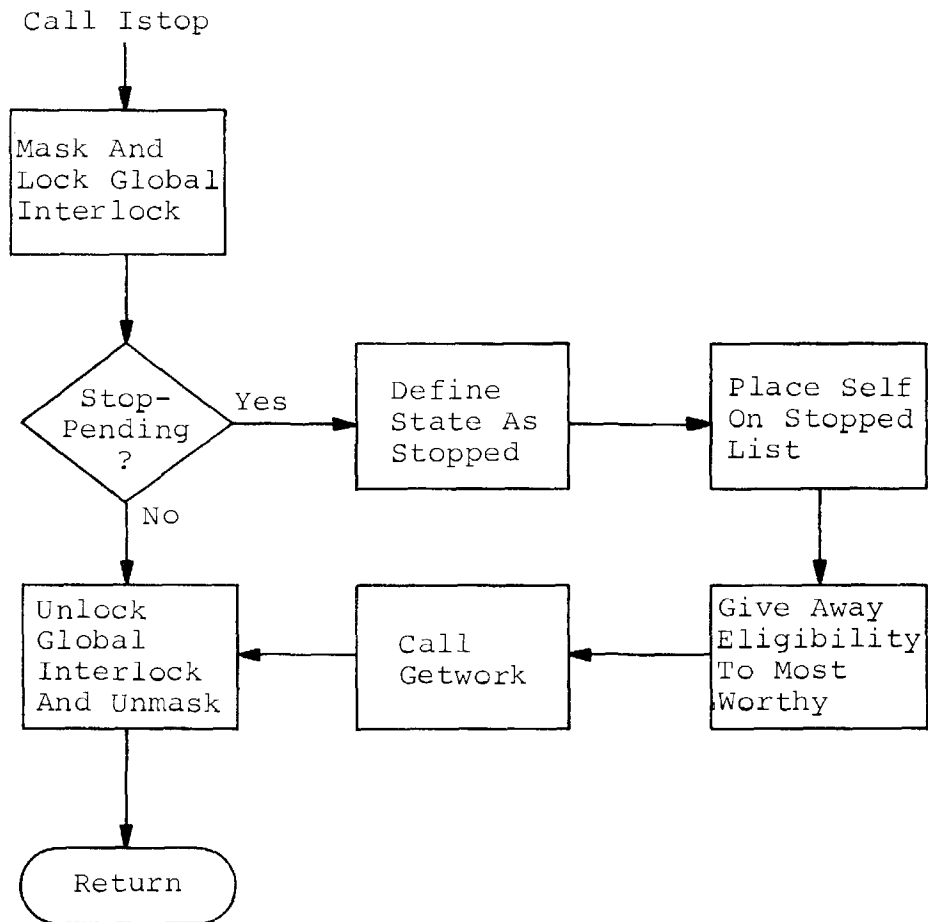 Call Istop
Mask And
Lock Global
Interlock
Stop-
Pending
?
Yes
No
Define
State As
Stopped
Place Self
On Stopped
List
Give Away
Eligibility
To Most
Worthy
Call
Getwork
Unlock
Global
Interlock
And Unmask
Return